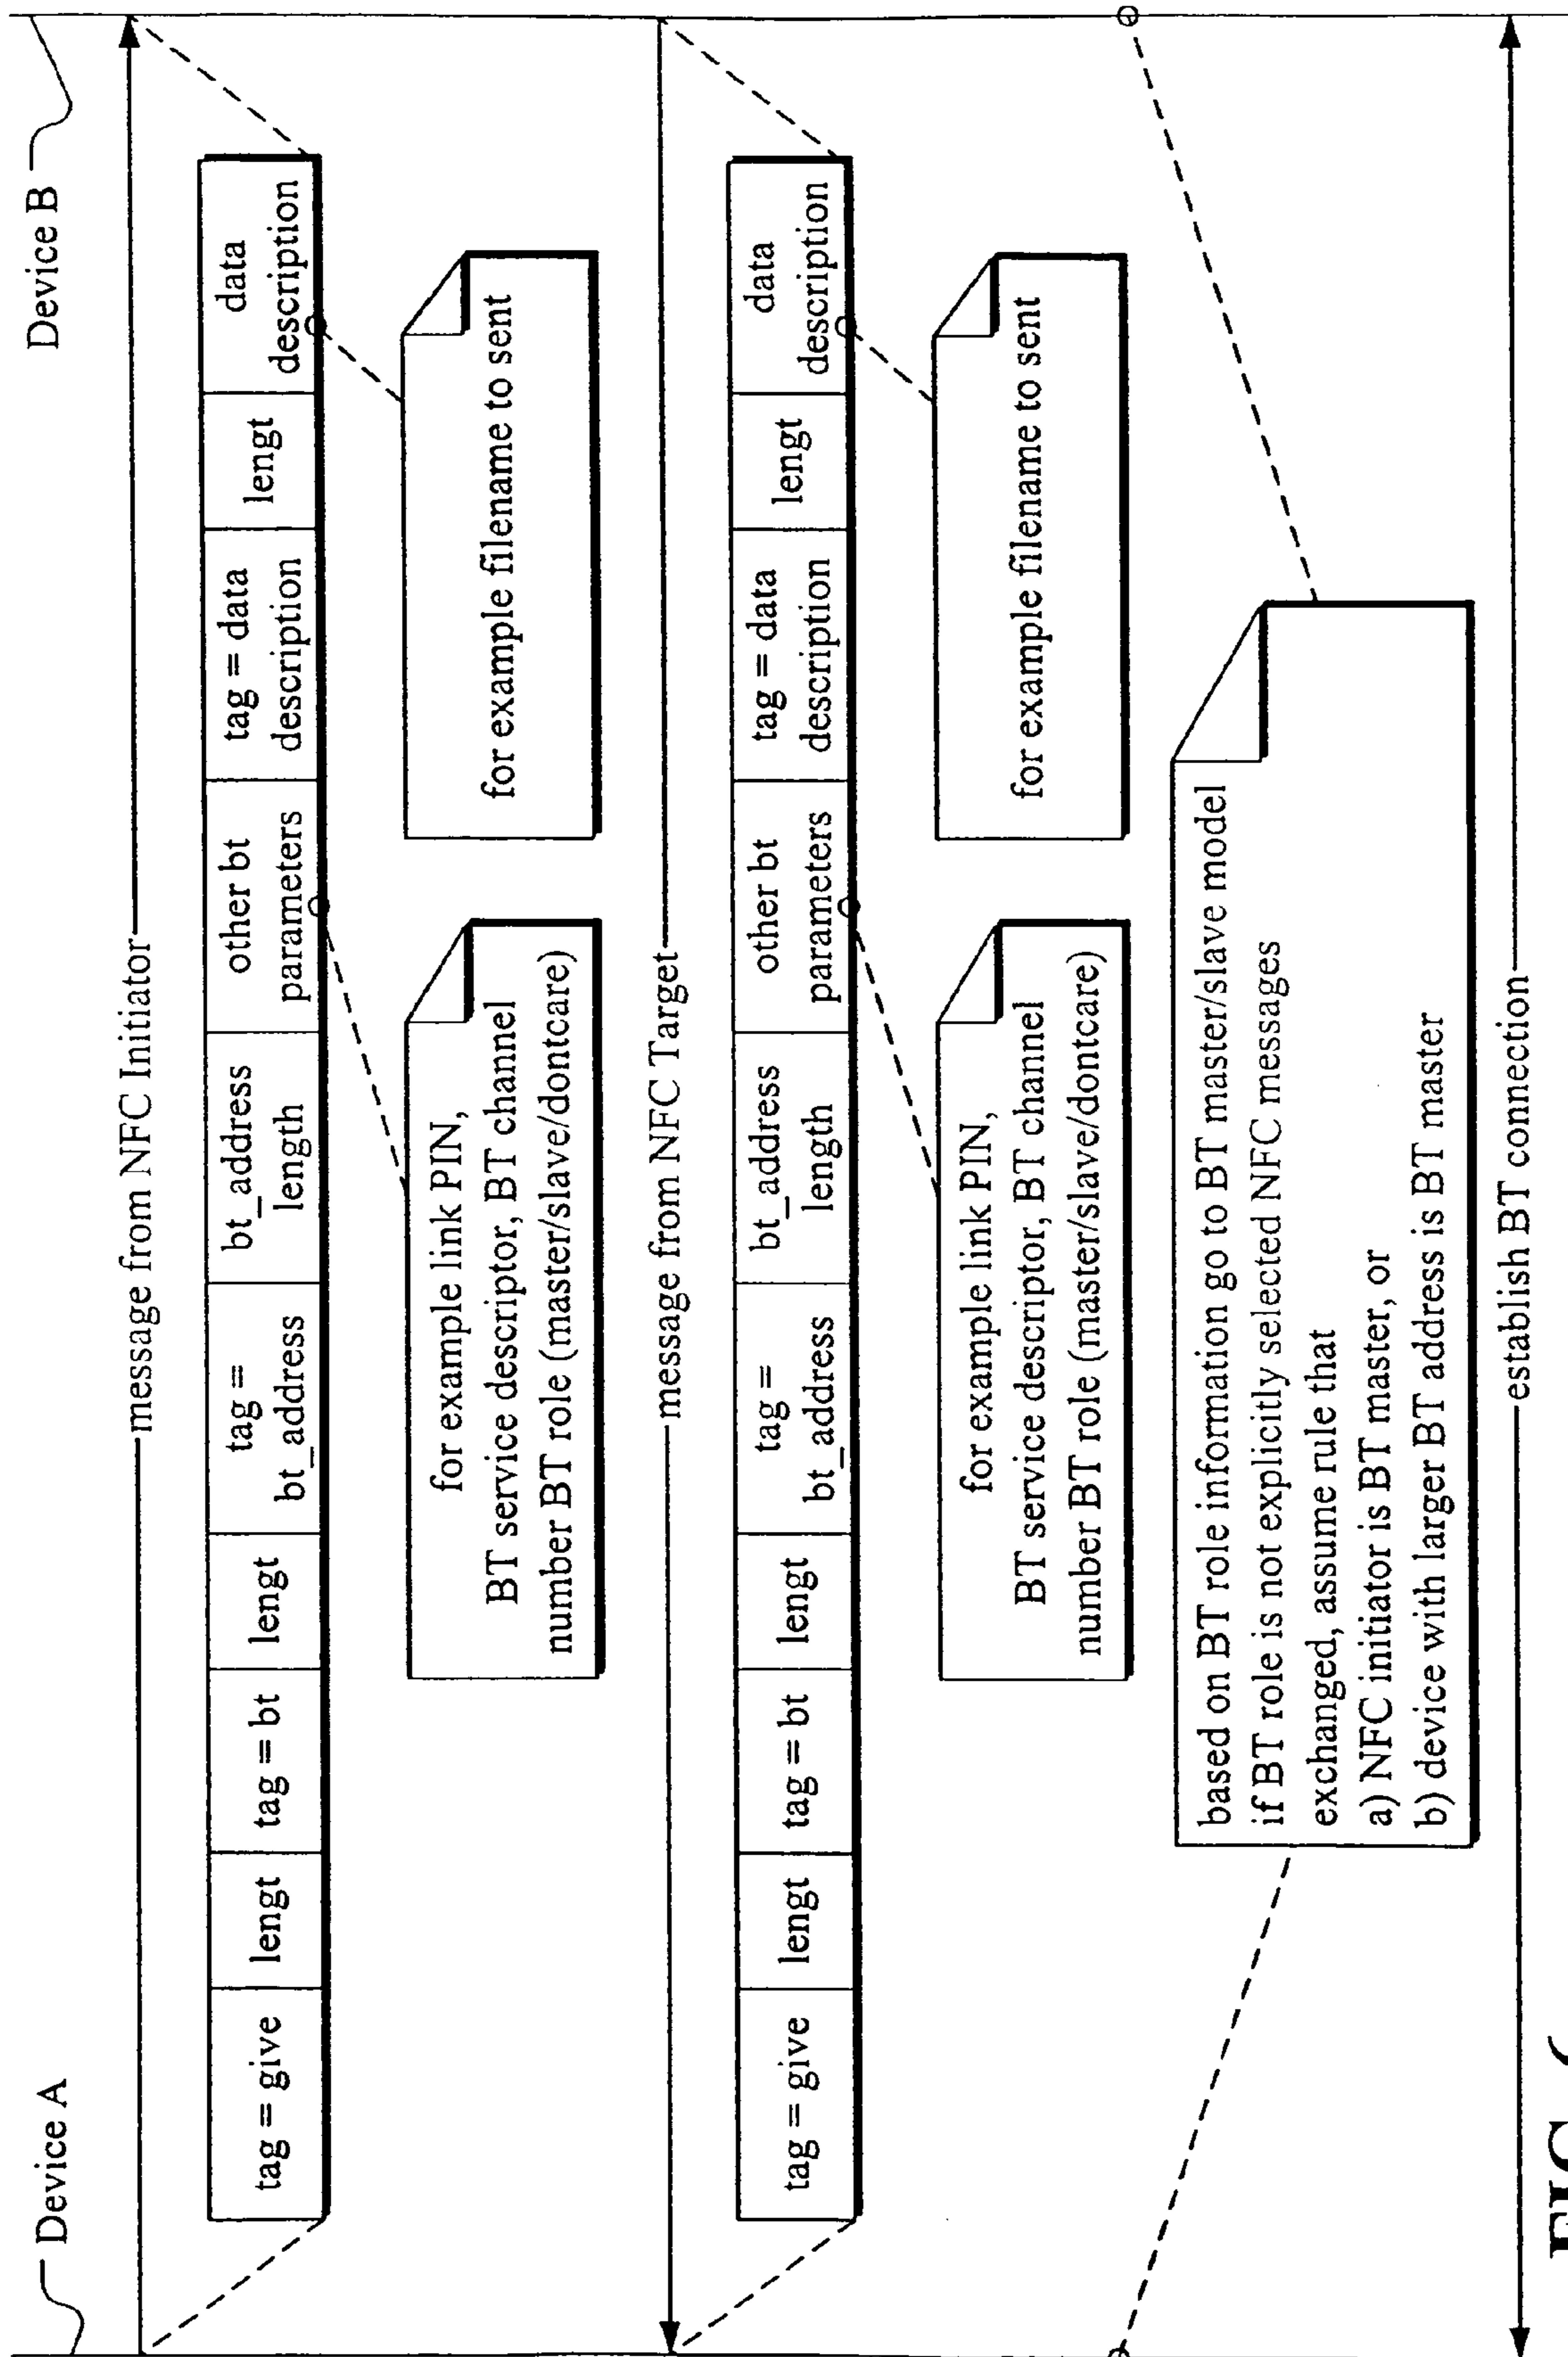 Device A
Device B
message from NFC Initiator
tag = give
lengt
tag = bt
lengt
tag =
bt_address
bt_address
length
other bt
parameters
tag = data
description
lengt
data
description
for example link PIN,
BT service descriptor, BT channel
number BT role (master/slave/dontcare)
for example filename to sent
message from NFC Target
tag = give
lengt
tag = bt
lengt
tag =
bt_address
bt_address
length
other bt
parameters
tag = data
description
lengt
data
description
for example link PIN,
BT service descriptor, BT channel
number BT role (master/slave/dontcare)
for example filename to sent
based on BT role information go to BT master/slave model
if BT role is not explicitly selected NFC messages
exchanged, assume rule that
a) NFC initiator is BT master, or
b) device with larger BT address is BT master
establish BT connection
FIG.